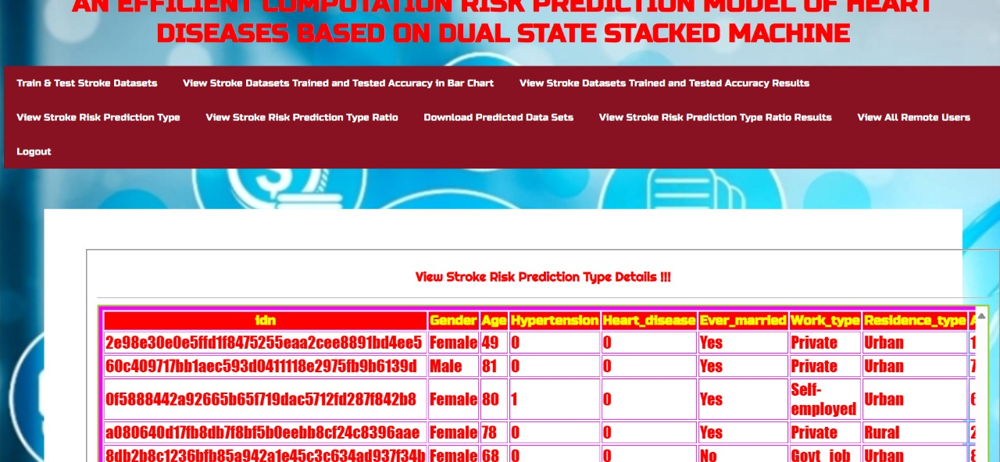 AN EFFICIENT COMPUTATION RISK PREDICTION MODEL OF HEART
DISEASES BASED ON DUAL STATE STACKED MACHINE
Train & Test Stroke Datasets View Stroke Datasets Trained and Tested Accuracy in Bar Chart View Stroke Datasets Trained and Tested Accuracy Results
View Stroke Risk Prediction Type View Stroke Risk Prediction Type Ratio Download Predicted Data Sets View Stroke Risk Prediction Type Ratio Results View All Remote Users
Logout
View Stroke Risk Prediction Type Details !!!
idn Gender Age Hypertension Heart_disease Ever_married Work_type Residence_type
2e98e30e0e5ffd1f8475255eaa2cee8891bd4ee5 Female 49 0 0 Yes Private Urban
60c409717bb1aec593d0411118e2975fb9b6139d Male 81 0 0 Yes Private Urban
0f5888442a92665b65f719dac5712fd287f842b8 Female 80 1 0 Yes Self-employed Urban
a080640d17fb8db7f8bf5b0eebb8cf24c8396aae Female 78 0 0 Yes Private Rural
8db2b8c1236bfb85a942a1e45c3c634ad937f34b Female 68 0 0 No Govt_job Urban